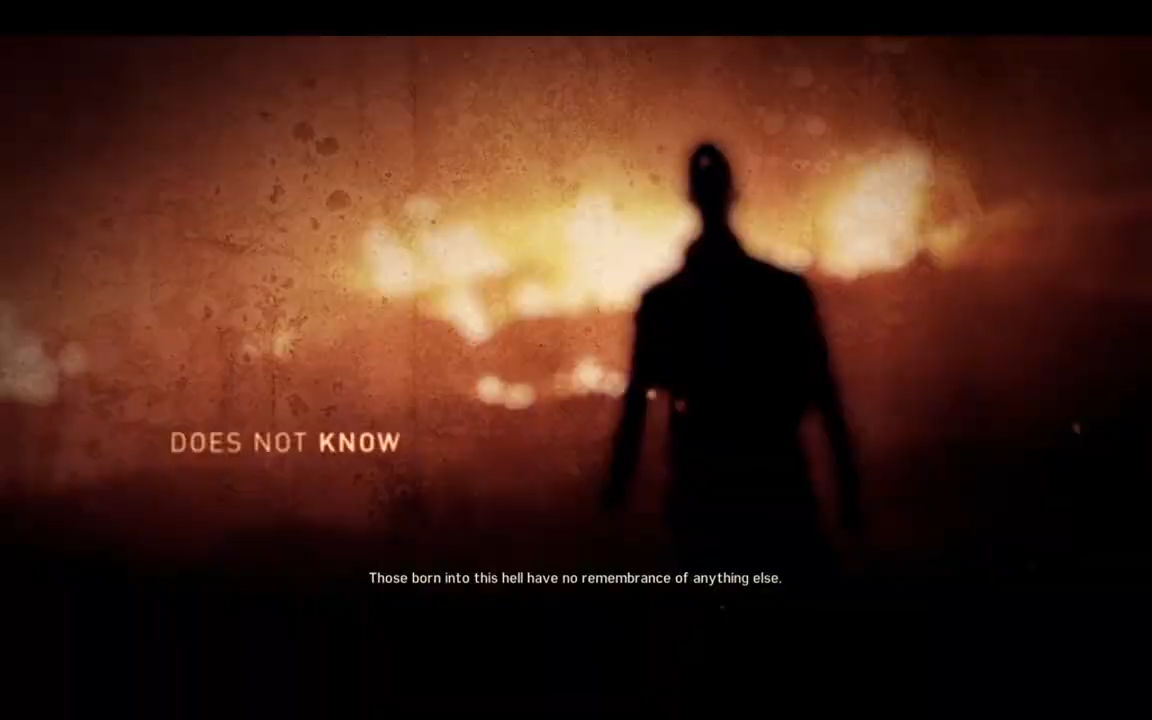 DOES NOT KNOW
Those born into this hell have no remembrance of anything else.